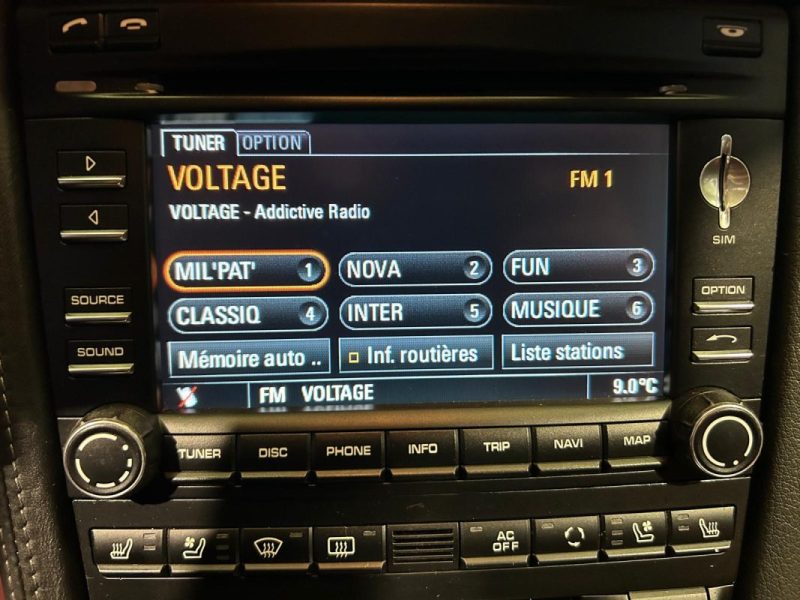 TUNER OPTION
VOLTAGE FM 1
VOLTAGE - Addictive Radio
MIL'PAT' 1 NOVA 2 FUN 3
CLASSIQ 4 INTER 5 MUSIQUE 6
Mémoire auto .. Inf. routières Liste stations
FM VOLTAGE 9.0°C
SIM
SOURCE
OPTION
SOUND
TUNER DISC PHONE INFO TRIP NAVI MAP
AC
OFF